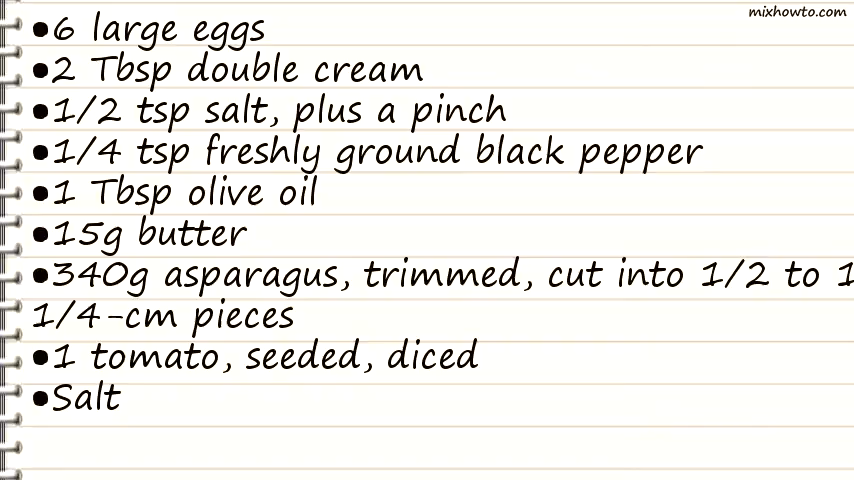 mixhowto.com
•6 large eggs
•2 Tbsp double cream
•1/2 tsp salt, plus a pinch
•1/4 tsp freshly ground black pepper
•1 Tbsp olive oil
•15g butter
•340g asparagus, trimmed, cut into 1/2 to 1
1/4-cm pieces
•1 tomato, seeded, diced
•Salt